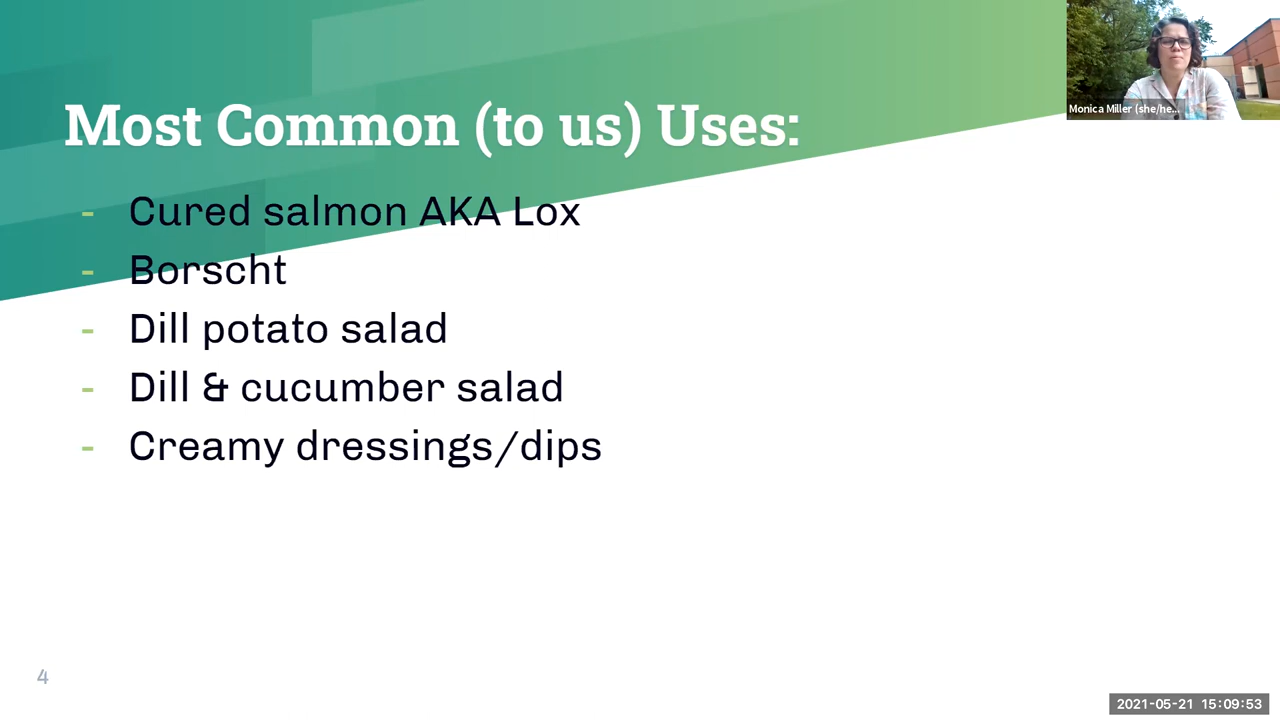 Most Common (to us) Uses:
- Cured salmon AKA Lox
- Borscht
- Dill potato salad
- Dill & cucumber salad
- Creamy dressings/dips
Monica Miller (she/he...
4
2021-05-21 15:09:53